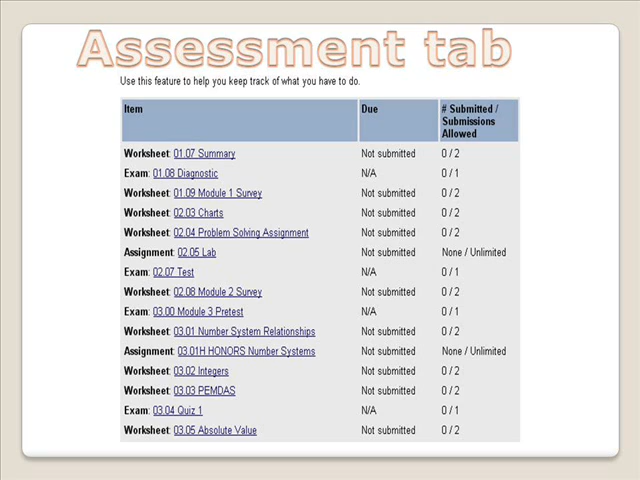 Assessment tab
Use this feature to help you keep track of what you have to do.
Item Due # Submitted / Submissions Allowed
Worksheet: 01.07 Summary Not submitted 0 / 2
Exam: 01.08 Diagnostic N/A 0 / 1
Worksheet: 01.09 Module 1 Survey Not submitted 0 / 2
Worksheet: 02.03 Charts Not submitted 0 / 2
Worksheet: 02.04 Problem Solving Assignment Not submitted 0 / 2
Assignment: 02.05 Lab Not submitted None / Unlimited
Exam: 02.07 Test N/A 0 / 1
Worksheet: 02.08 Module 2 Survey Not submitted 0 / 2
Exam: 03.00 Module 3 Pretest N/A 0 / 1
Worksheet: 03.01 Number System Relationships Not submitted 0 / 2
Assignment: 03.01H HONORS Number Systems Not submitted None / Unlimited
Worksheet: 03.02 Integers Not submitted 0 / 2
Worksheet: 03.03 PEMDAS Not submitted 0 / 2
Exam: 03.04 Quiz 1 N/A 0 / 1
Worksheet: 03.05 Absolute Value Not submitted 0 / 2